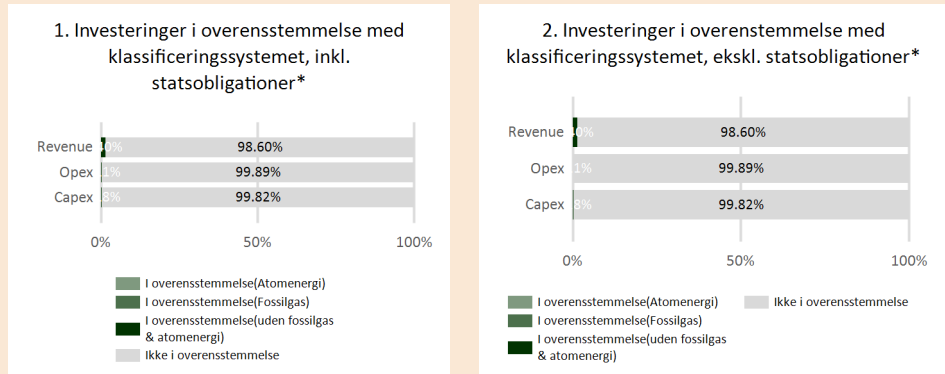 1. Investeringer i overensstemmelse med
klassificeringssystemet, inkl.
statsobligationer*
Revenue 98.60%
Opex 99.89%
Capex 99.82%
0% 50% 100%
I overensstemmelse(Atomenergi)
I overensstemmelse(Fossilgas)
I overensstemmelse(uden fossilgas
& atomenergi)
Ikke i overensstemmelse
2. Investeringer i overenstemmelse med
klassificeringssystemet, ekskl. statsobligationer*
Revenue 98.60%
Opex 99.89%
Capex 99.82%
0% 50% 100%
I overensstemmelse(Atomenergi)
Ikke i overensstemmelse
I overensstemmelse(Fossilgas)
I overensstemmelse(uden fossilgas
& atomenergi)